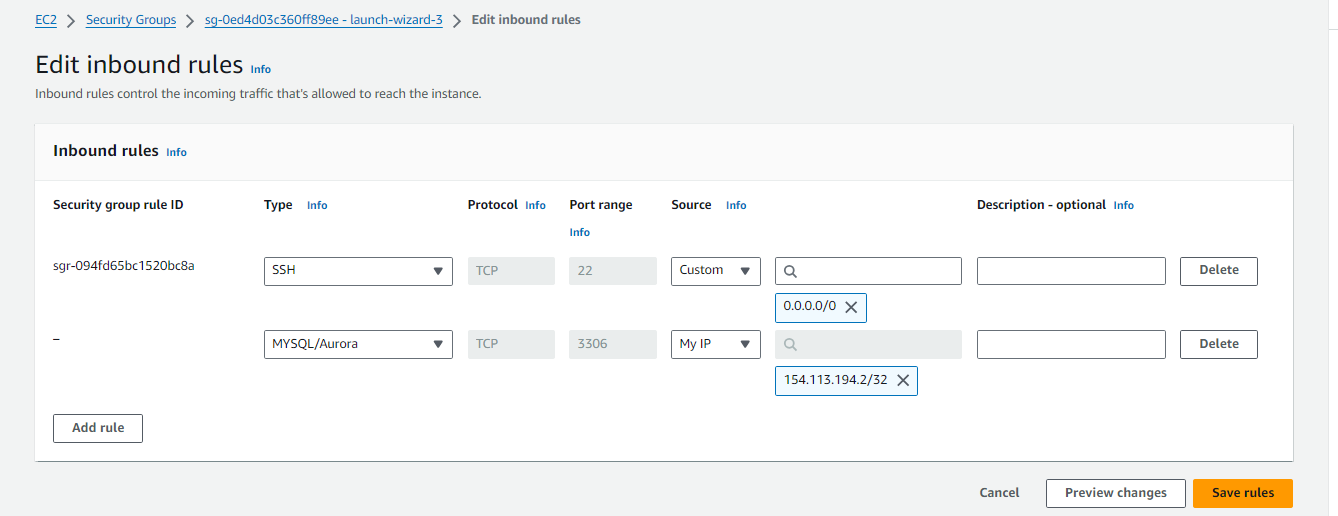 EC2 > Security Groups > sg-0ed4d03c360ff89ee - launch-wizard-3 > Edit inbound rules
Edit inbound rules Info
Inbound rules control the incoming traffic that's allowed to reach the instance.
Inbound rules Info
Security group rule ID Type Info Protocol Info Port range Source Info Description - optional Info
Info
sgr-094fd65bc1520bc8a SSH TCP 22 Custom Delete
0.0.0.0/0
– MYSQL/Aurora TCP 3306 My IP Delete
154.113.194.2/32
Add rule
Cancel Preview changes Save rules